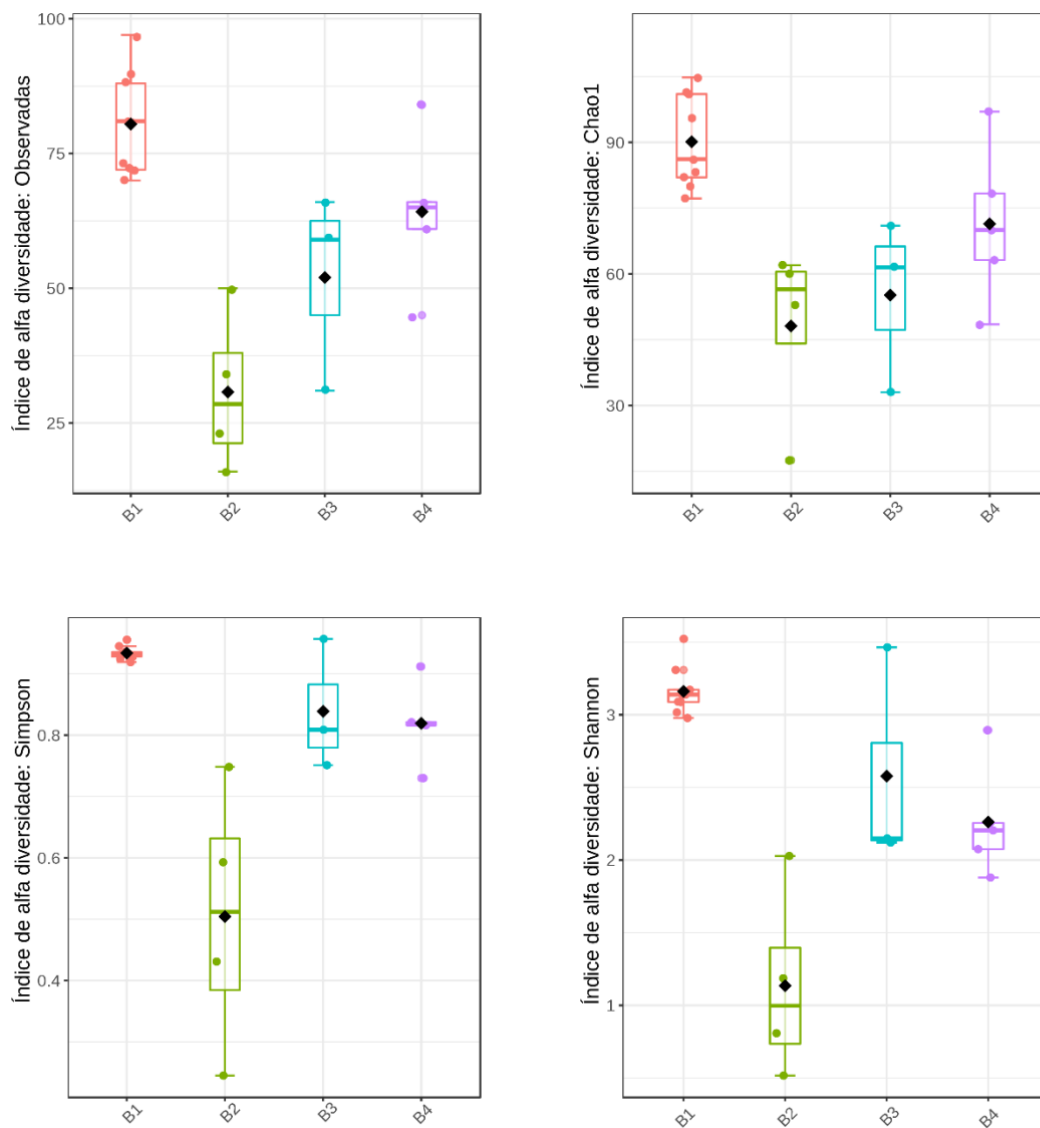 Índice de alfa diversidade: Observadas
100
75
50
25
B1 B2 B3 B4
Índice de alfa diversidade: Chao1
90
60
30
B1 B2 B3 B4
Índice de alfa diversidade: Simpson
0.8
0.6
0.4
B1 B2 B3 B4
Índice de alfa diversidade: Shannon
3
2
1
B1 B2 B3 B4